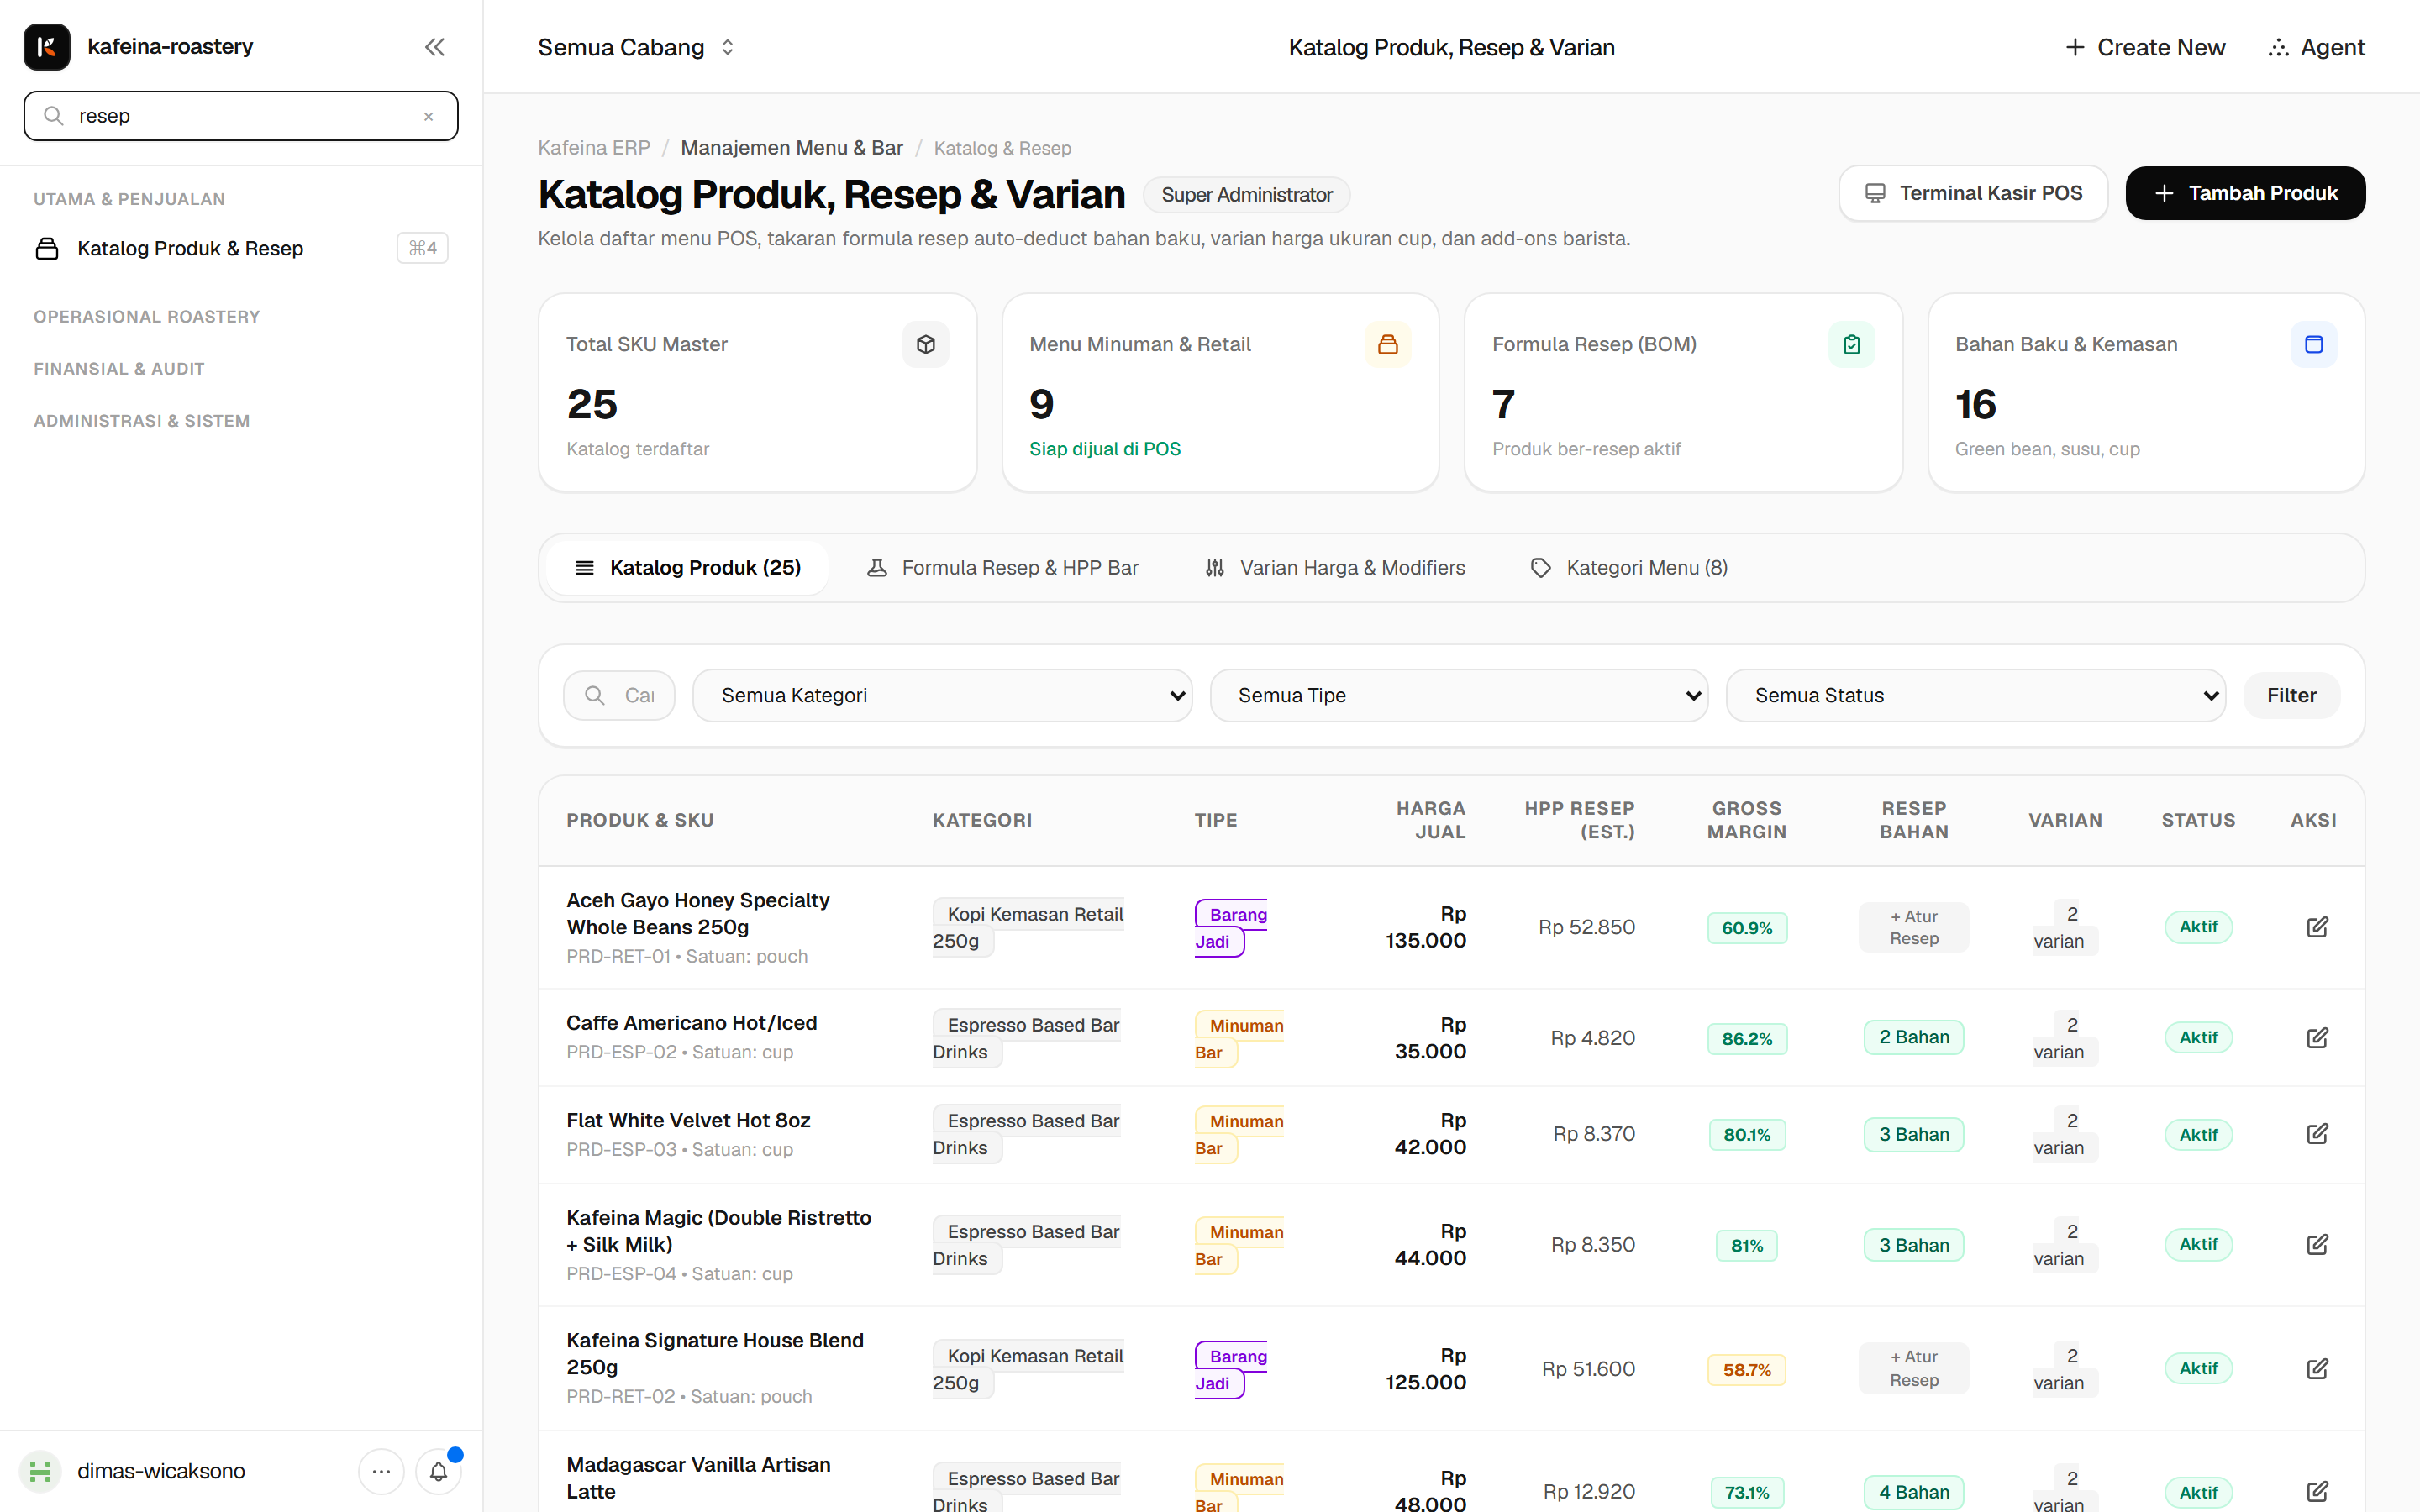 kafeina-roastery
resep
UTAMA & PENJUALAN
Katalog Produk & Resep ⌘4
OPERASIONAL ROASTERY
FINANSIAL & AUDIT
ADMINISTRASI & SISTEM
dimas-wicaksono
Semua Cabang
Katalog Produk, Resep & Varian
Create New
Agent
Kafeina ERP / Manajemen Menu & Bar / Katalog & Resep
Katalog Produk, Resep & Varian Super Administrator
Kelola daftar menu POS, takaran formula resep auto-deduct bahan baku, varian harga ukuran cup, dan add-ons barista.
Terminal Kasir POS
Tambah Produk
Total SKU Master
25
Katalog terdaftar
Menu Minuman & Retail
9
Siap dijual di POS
Formula Resep (BOM)
7
Produk ber-resep aktif
Bahan Baku & Kemasan
16
Green bean, susu, cup
Katalog Produk (25)
Formula Resep & HPP Bar
Varian Harga & Modifiers
Kategori Menu (8)
Semua Kategori
Semua Tipe
Semua Status
Filter
PRODUK & SKU
KATEGORI
TIPE
HARGA
JUAL
HPP RESEP
(EST.)
GROSS
MARGIN
RESEP
BAHAN
VARIAN
STATUS
AKSI
Aceh Gayo Honey Specialty
Whole Beans 250g
PRD-RET-01 • Satuan: pouch
Kopi Kemasan Retail
250g
Barang
Jadi
Rp
135.000
Rp 52.850
60.9%
+ Atur
Resep
2
varian
Aktif
Caffe Americano Hot/Iced
PRD-ESP-02 • Satuan: cup
Espresso Based Bar
Drinks
Minuman
Bar
Rp
35.000
Rp 4.820
86.2%
2 Bahan
2
varian
Aktif
Flat White Velvet Hot 8oz
PRD-ESP-03 • Satuan: cup
Espresso Based Bar
Drinks
Minuman
Bar
Rp
42.000
Rp 8.370
80.1%
3 Bahan
2
varian
Aktif
Kafeina Magic (Double Ristretto
+ Silk Milk)
PRD-ESP-04 • Satuan: cup
Espresso Based Bar
Drinks
Minuman
Bar
Rp
44.000
Rp 8.350
81%
3 Bahan
2
varian
Aktif
Kafeina Signature House Blend
250g
PRD-RET-02 • Satuan: pouch
Kopi Kemasan Retail
250g
Barang
Jadi
Rp
125.000
Rp 51.600
58.7%
+ Atur
Resep
2
varian
Aktif
Madagascar Vanilla Artisan
Latte
Espresso Based Bar
Drinks
Minuman
Bar
Rp
48.000
Rp 12.920
73.1%
4 Bahan
2
varian
Aktif